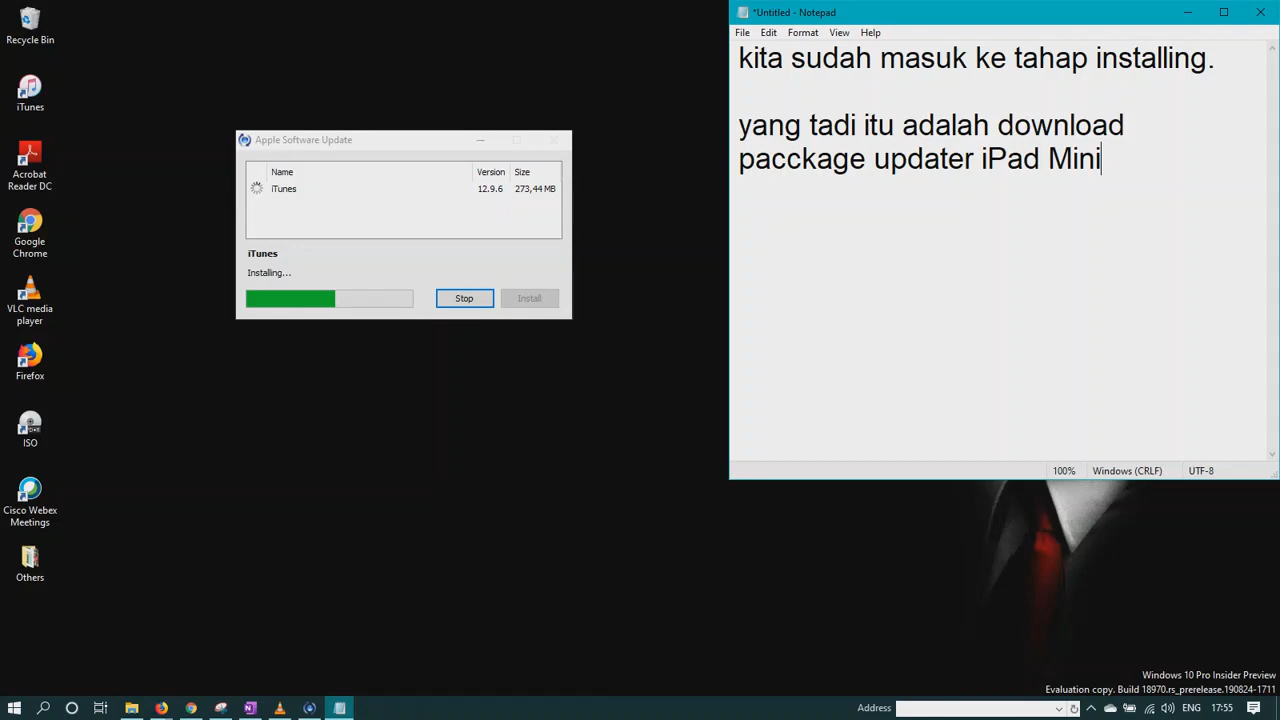 Recycle Bin
iTunes
Acrobat
Reader DC
Google
Chrome
VLC media
player
Firefox
ISO
Cisco Webex
Meetings
Others
Apple Software Update
Name Version Size
iTunes 12.9.6 273,44 MB
iTunes
Installing...
Stop Install
*Untitled - Notepad
File Edit Format View Help
kita sudah masuk ke tahap installing.
yang tadi itu adalah download
pacckage updater iPad Mini
100% Windows (CRLF) UTF-8
Windows 10 Pro Insider Preview
Evaluation copy. Build 18970.rs_prerelease.190824-1711
Address ENG 17:55